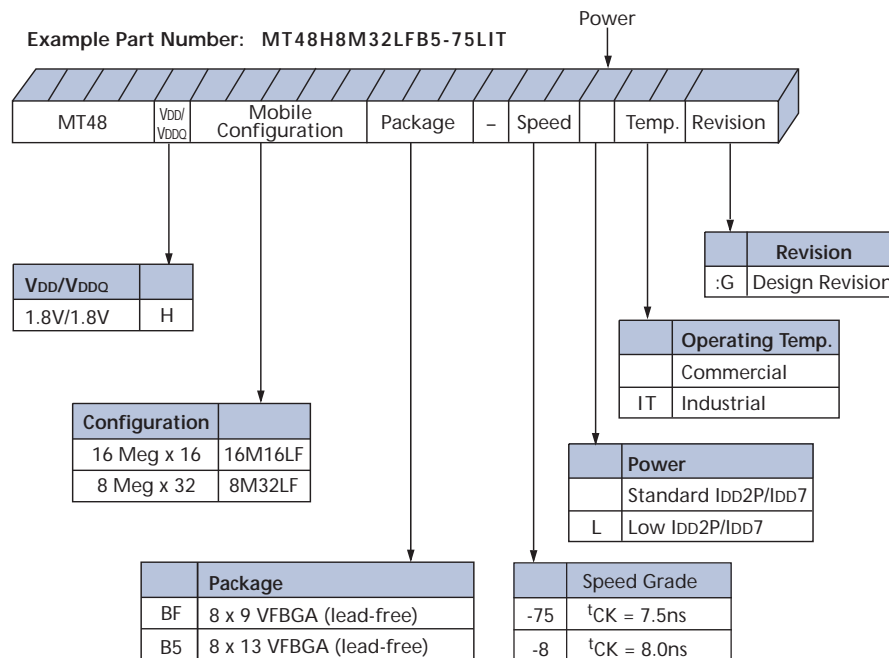 Power
Example Part Number: MT48H8M32LFB5-75LIT
MT48
VDD/
VDDQ
Mobile
Configuration
Package
–
Speed
Temp.
Revision
Revision
:G Design Revision
VDD/VDDQ
1.8V/1.8V H
Operating Temp.
Commercial
IT Industrial
Configuration
16 Meg x 16 16M16LF
8 Meg x 32 8M32LF
Power
Standard IDD2P/IDD7
L Low IDD2P/IDD7
Package
BF 8 x 9 VFBGA (lead-free)
B5 8 x 13 VFBGA (lead-free)
Speed Grade
-75 tCK = 7.5ns
-8 tCK = 8.0ns